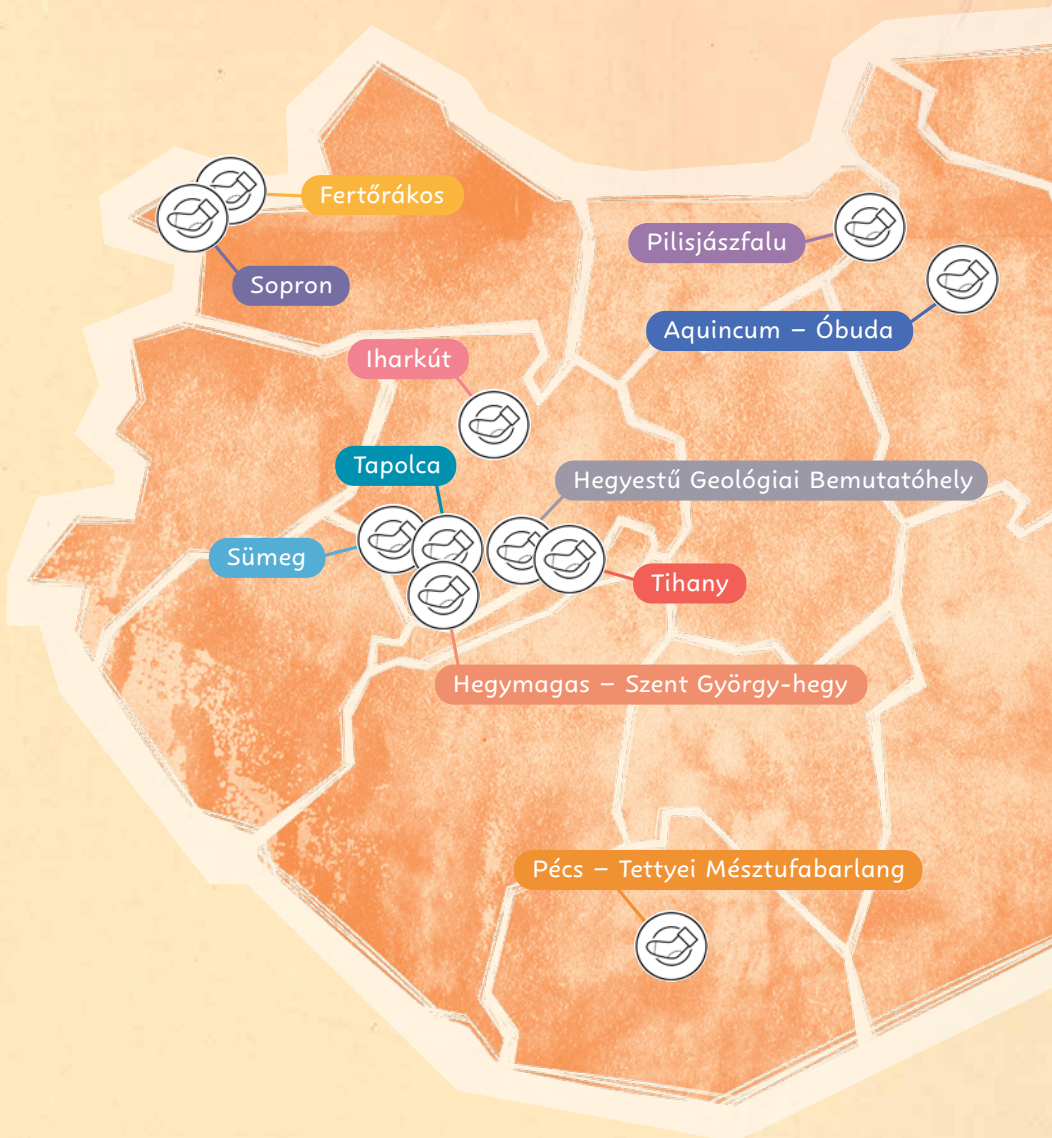 Fertőrákos
Pilisjászfalu
Sopron
Aquincum – Óbuda
Iharkút
Tapolca
Hegyestű Geológiai Bemutatóhely
Sümeg
Tihany
Hegymagas – Szent György-hegy
Pécs – Tettyei Mésztufabarlang